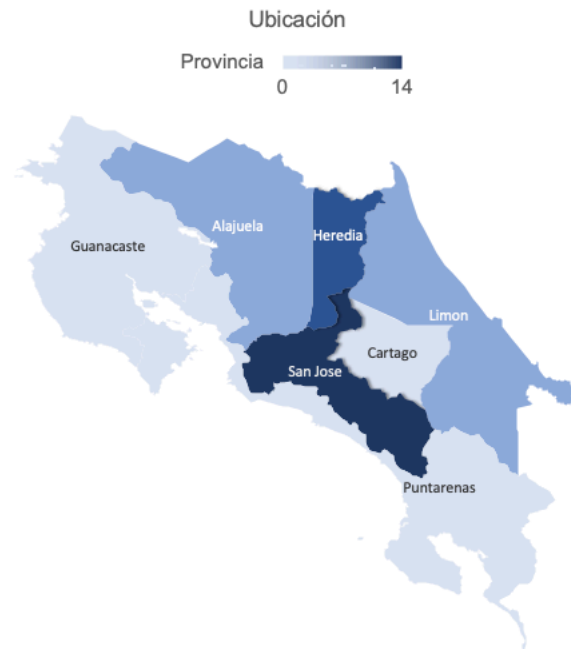 Ubicación
Provincia
0 14
Alajuela
Heredia
Guanacaste
Limon
Cartago
San Jose
Puntarenas